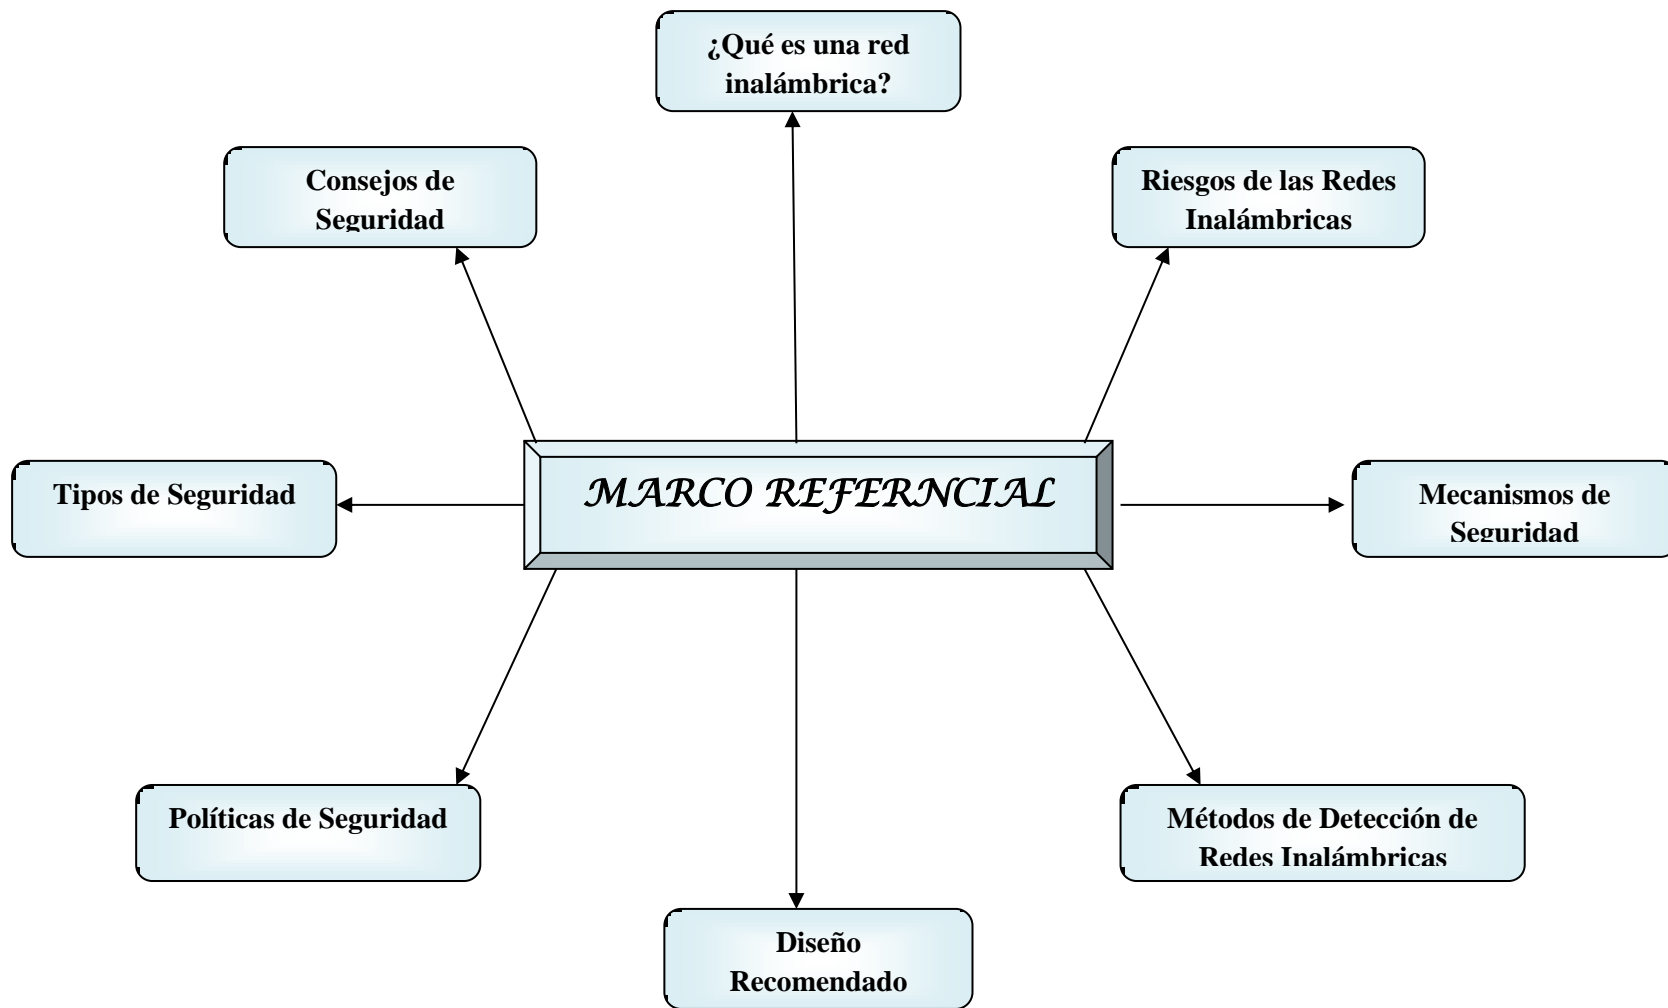 ¿Qué es una red
inalámbrica?
Consejos de
Seguridad
Riesgos de las Redes
Inalámbricas
MARCO REFERNCIAL
Tipos de Seguridad
Mecanismos de
Seguridad
Políticas de Seguridad
Métodos de Detección de
Redes Inalámbricas
Diseño
Recomendado